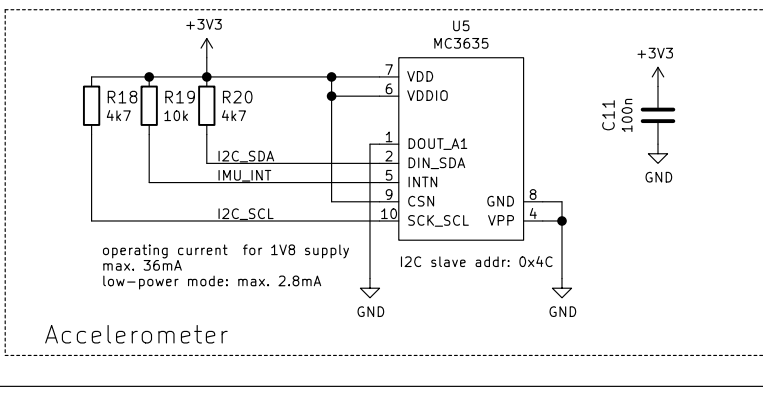 +3V3
U5
MC3635
R18
4k7
R19
10k
R20
4k7
7 VDD
6 VDDIO
1 DOUT_A1
I2C_SDA 2 DIN_SDA
IMU_INT 5 INTN
9 CSN GND 8
I2C_SCL 10 SCK_SCL VPP 4
+3V3
C11
100n
GND
operating current for 1V8 supply
max. 36mA
low-power mode: max. 2.8mA
I2C slave addr: 0x4C
GND
GND
Accelerometer